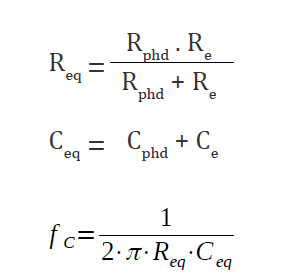 R_eq = (R_phd . R_e) / (R_phd + R_e)
C_eq = C_phd + C_e
f_C = 1 / (2·π·R_eq·C_eq)